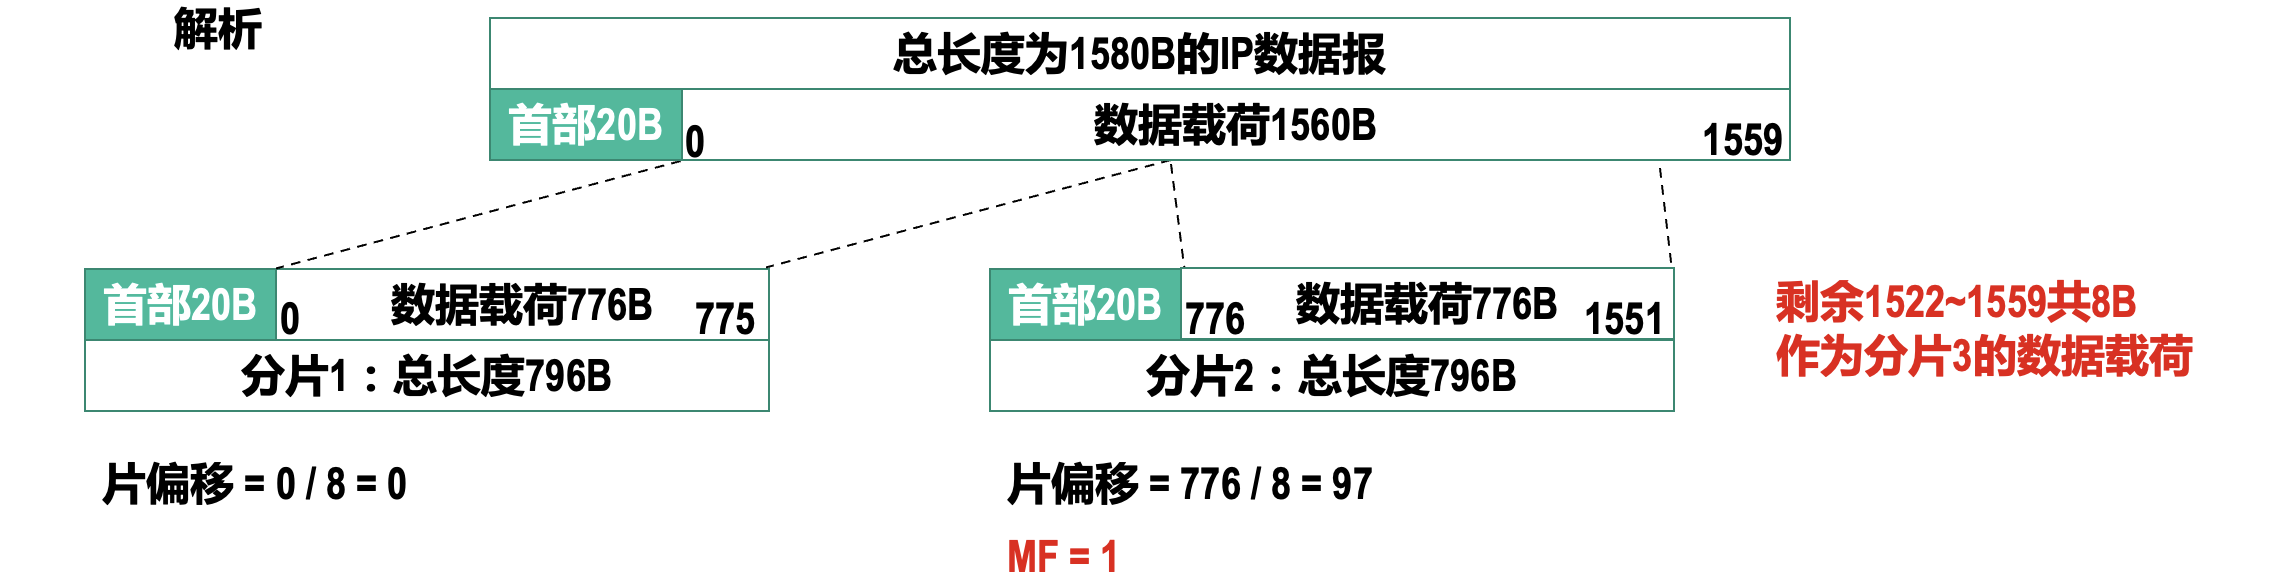 解析
总长度为1580B的IP数据报
首部20B
0
数据载荷1560B
1559
首部20B
0
数据载荷776B
775
分片1：总长度796B
首部20B
776
数据载荷776B
1551
分片2：总长度796B
剩余1522~1559共8B
作为分片3的数据载荷
片偏移 = 0 / 8 = 0
片偏移 = 776 / 8 = 97
MF = 1